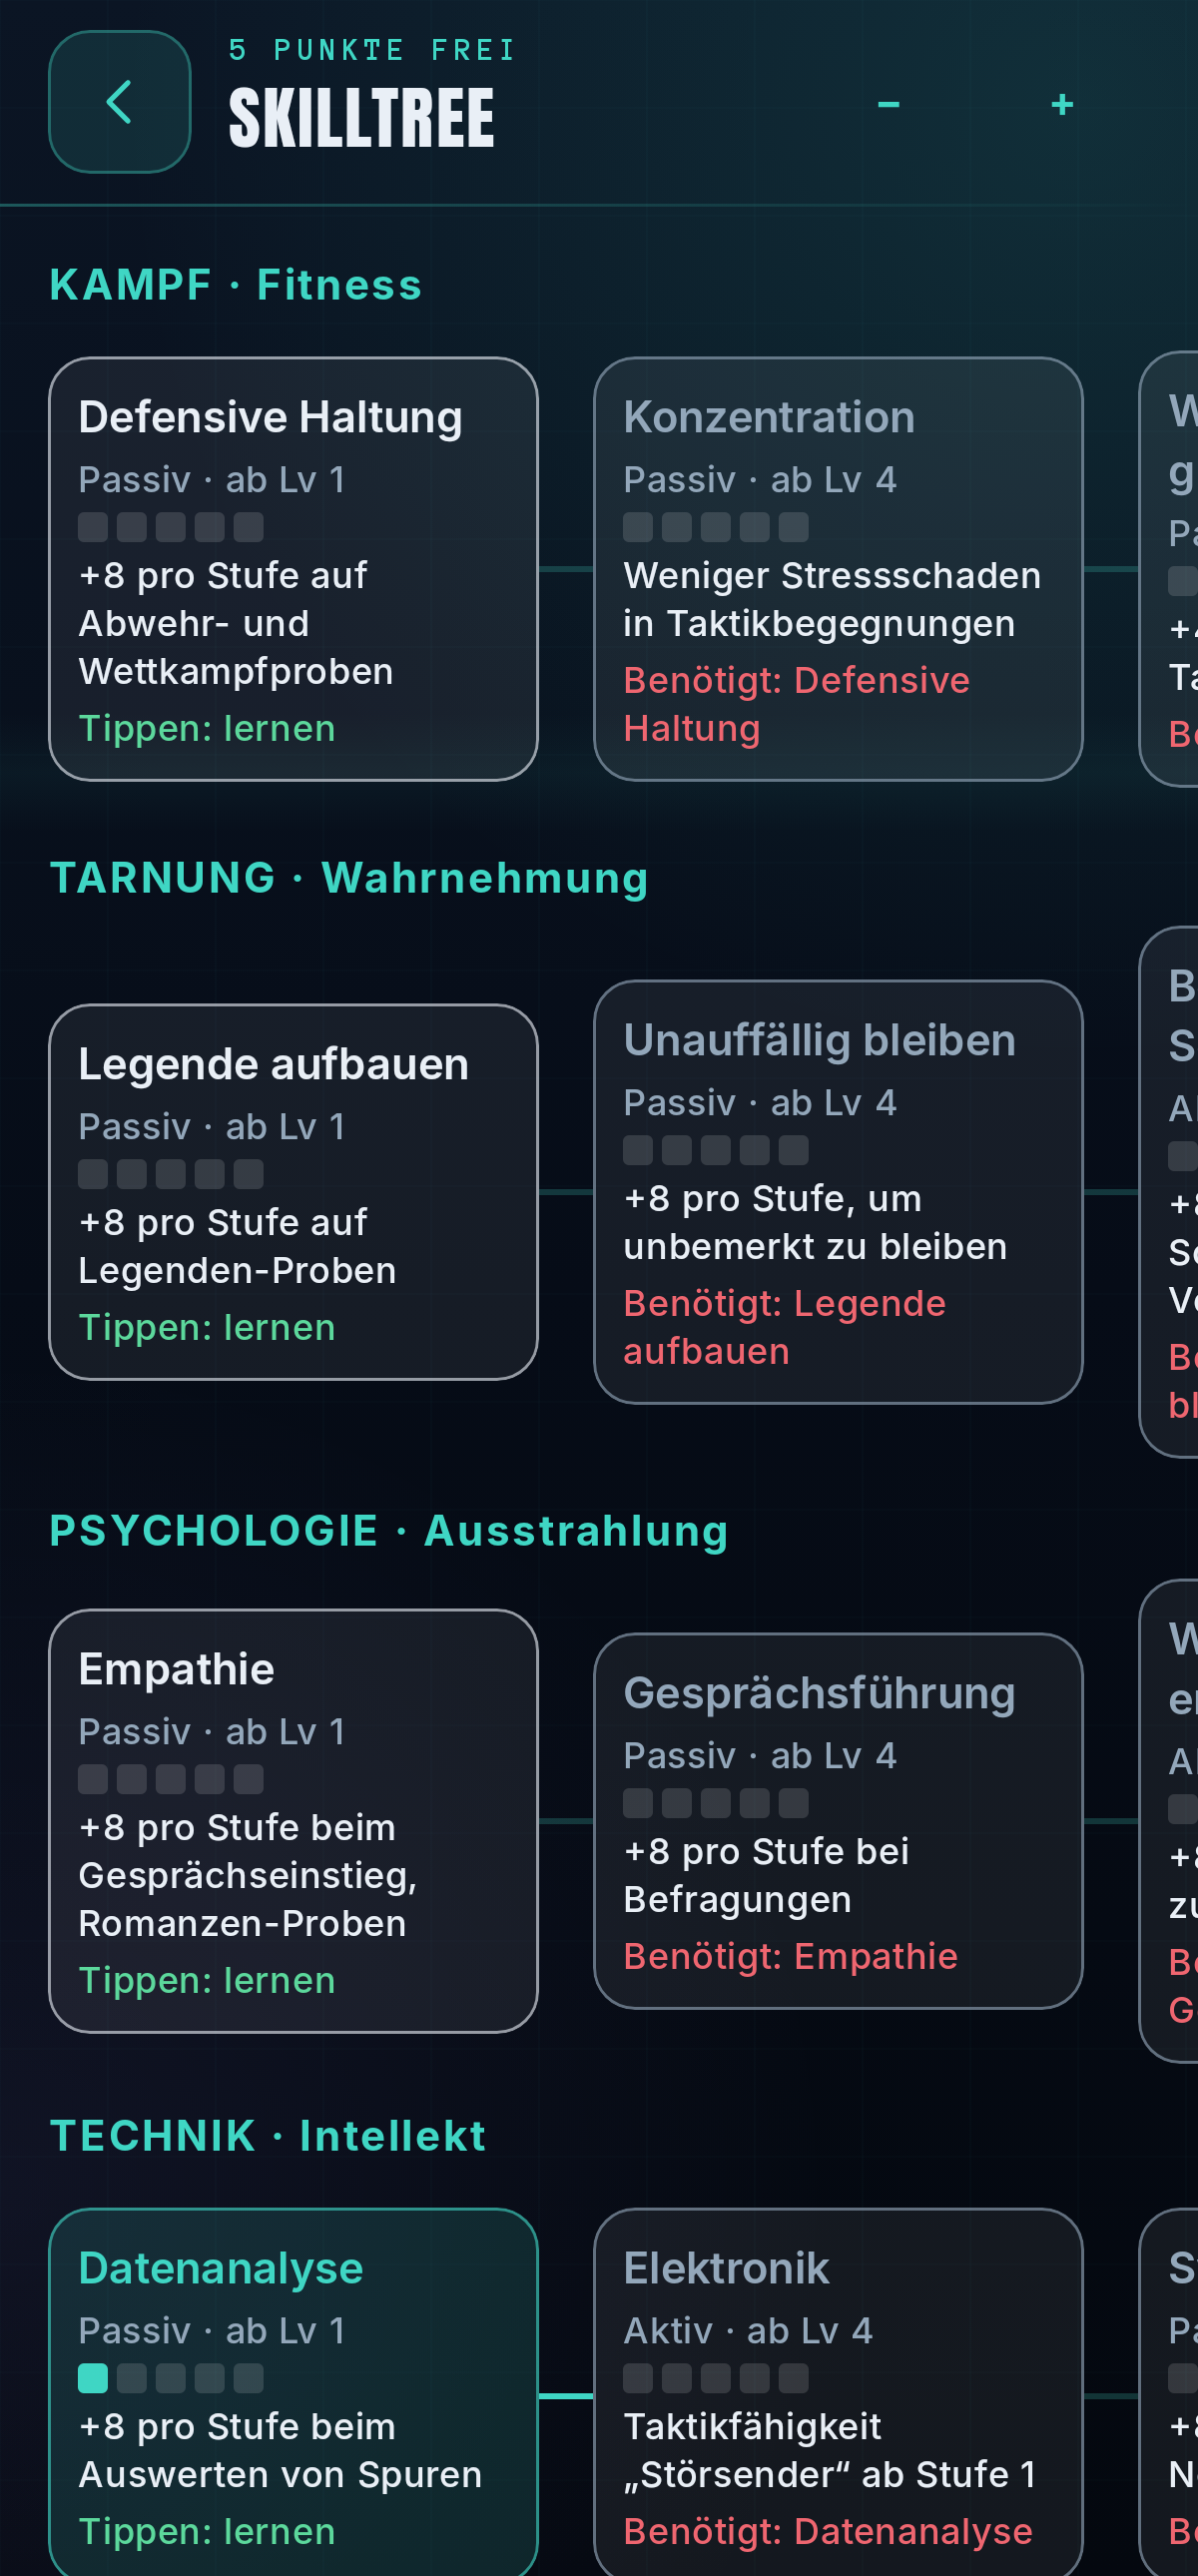 5 PUNKTE FREI
SKILLTREE
−
+
KAMPF · Fitness
Defensive Haltung
Passiv · ab Lv 1
+8 pro Stufe auf
Abwehr- und
Wettkampfproben
Tippen: lernen
Konzentration
Passiv · ab Lv 4
Weniger Stressschaden
in Taktikbegegnungen
Benötigt: Defensive
Haltung
TARNUNG · Wahrnehmung
Legende aufbauen
Passiv · ab Lv 1
+8 pro Stufe auf
Legenden-Proben
Tippen: lernen
Unauffällig bleiben
Passiv · ab Lv 4
+8 pro Stufe, um
unbemerkt zu bleiben
Benötigt: Legende
aufbauen
PSYCHOLOGIE · Ausstrahlung
Empathie
Passiv · ab Lv 1
+8 pro Stufe beim
Gesprächseinstieg,
Romanzen-Proben
Tippen: lernen
Gesprächsführung
Passiv · ab Lv 4
+8 pro Stufe bei
Befragungen
Benötigt: Empathie
TECHNIK · Intellekt
Datenanalyse
Passiv · ab Lv 1
+8 pro Stufe beim
Auswerten von Spuren
Tippen: lernen
Elektronik
Aktiv · ab Lv 4
Taktikfähigkeit
„Störsender“ ab Stufe 1
Benötigt: Datenanalyse